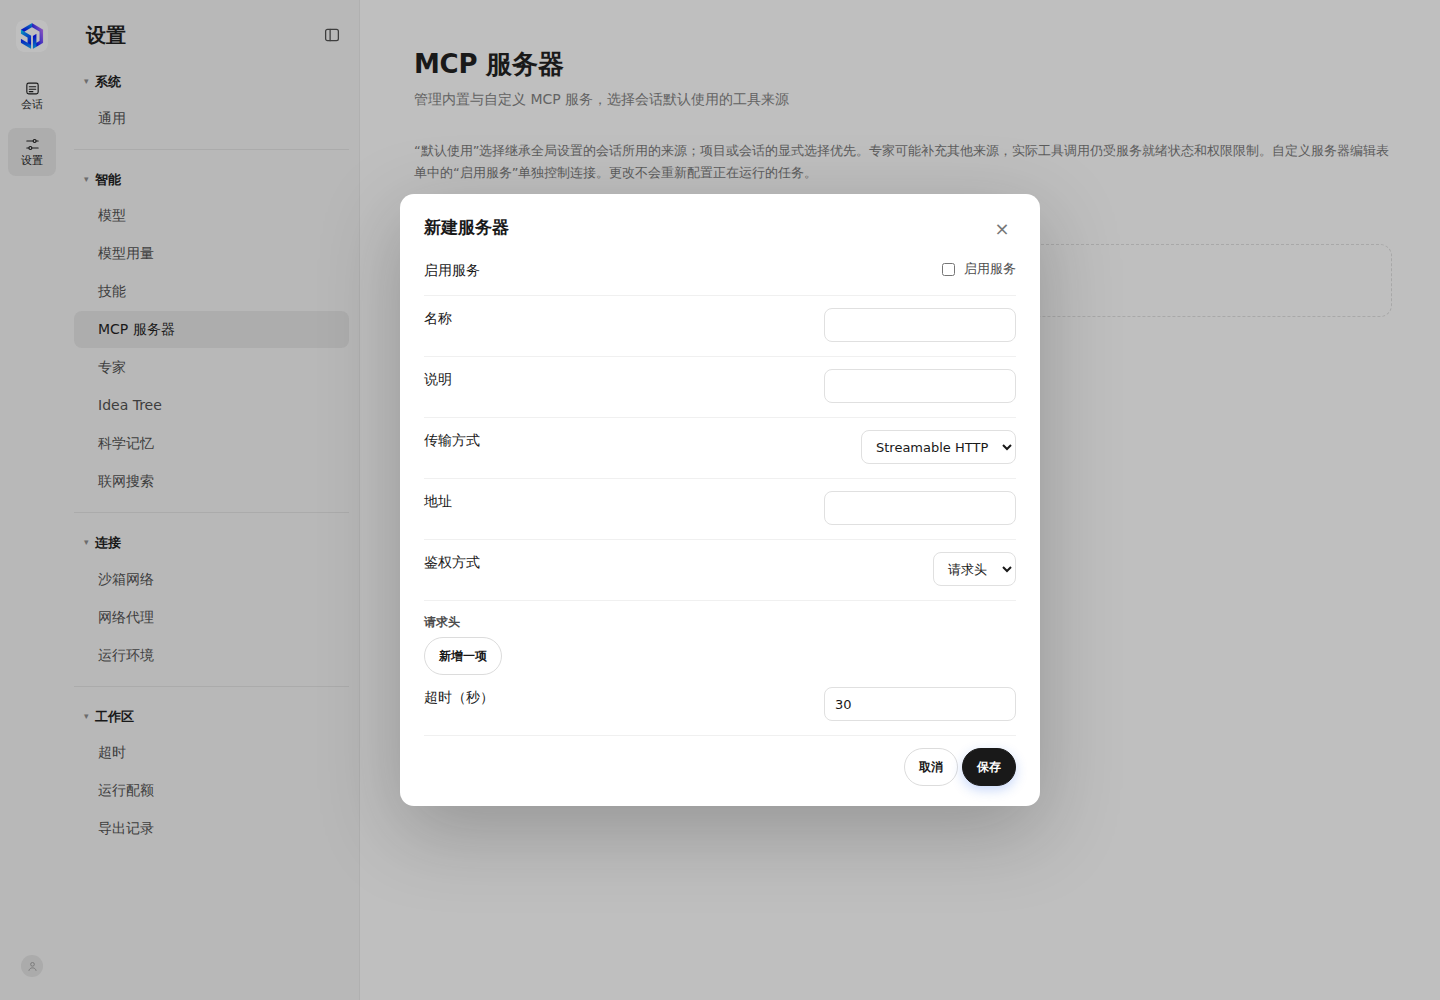 会话
设置
设置
系统
通用
智能
模型
模型用量
技能
MCP 服务器
专家
Idea Tree
科学记忆
联网搜索
连接
沙箱网络
网络代理
运行环境
工作区
超时
运行配额
导出记录
MCP 服务器
管理内置与自定义 MCP 服务，选择会话默认使用的工具来源
“默认使用”选择继承全局设置的会话所用的来源；项目或会话的显式选择优先。专家可能补充其他来源，实际工具调用仍受服务就绪状态和权限限制。自定义服务器编辑表
单中的“启用服务”单独控制连接。更改不会重新配置正在运行的任务。
新建服务器
×
启用服务
启用服务
名称
说明
传输方式
Streamable HTTP
地址
鉴权方式
请求头
请求头
新增一项
超时（秒）
30
取消
保存